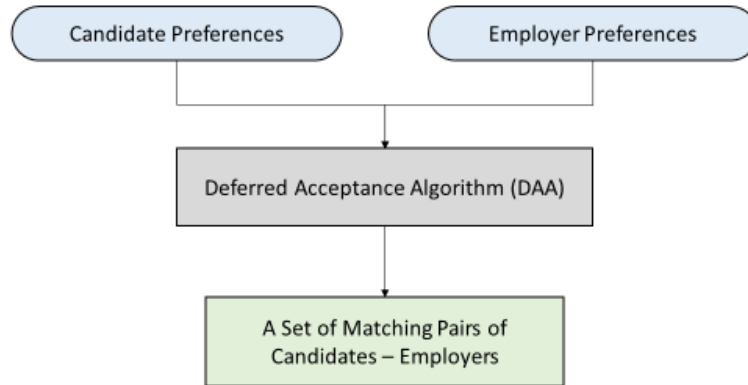 Candidate Preferences
Employer Preferences
Deferred Acceptance Algorithm (DAA)
A Set of Matching Pairs of
Candidates – Employers